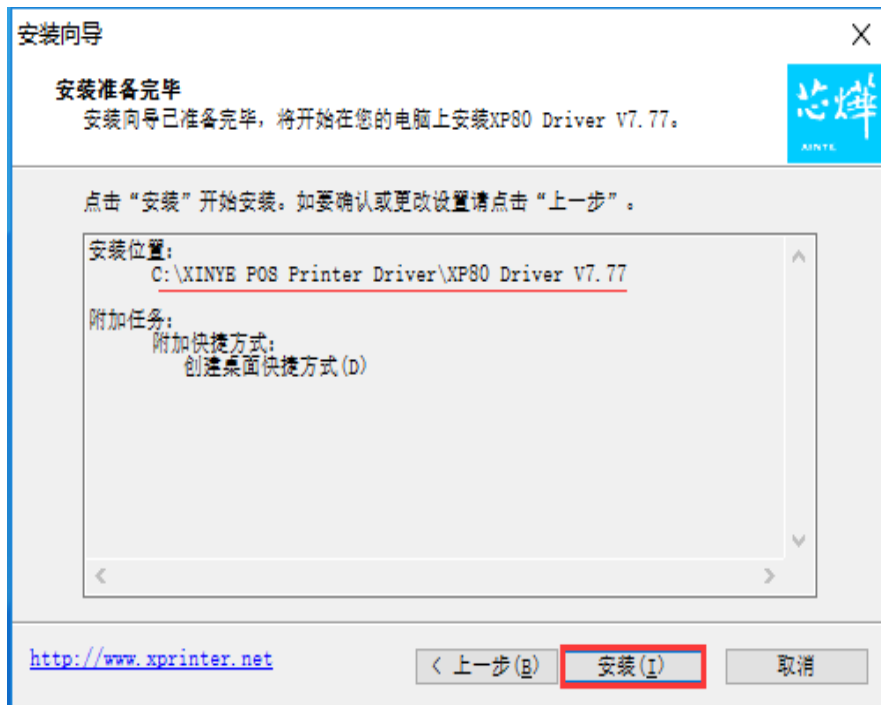 安装向导
安装准备完毕
安装向导已准备完毕，将开始在您的电脑上安装XP80 Driver V7.77。
芯烨
XINYE
点击“安装”开始安装。如要确认或更改设置请点击“上一步”。
安装位置：
C:\XINYE POS Printer Driver\XP80 Driver V7.77
附加任务：
附加快捷方式：
创建桌面快捷方式(D)
http://www.xprinter.net
< 上一步(B)
安装(I)
取消